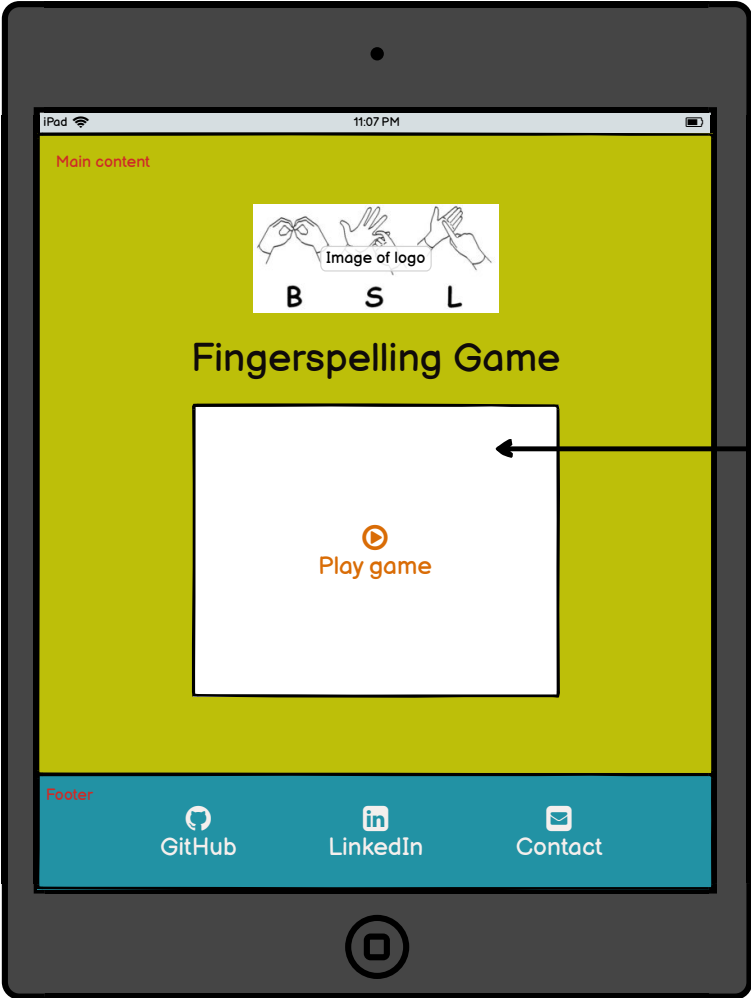 iPad 11:07 PM
Main content
Image of logo
B S L
Fingerspelling Game
Play game
Footer
GitHub LinkedIn Contact